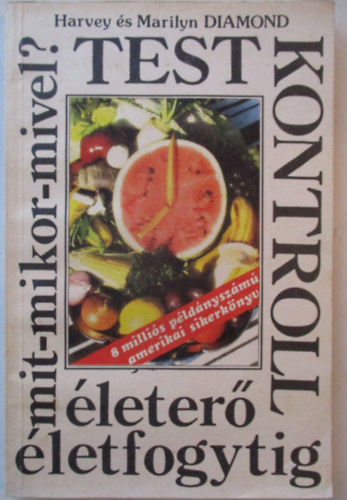 Harvey és Marilyn DIAMOND
TEST
KONTROLL
mit-mikor-mivel?
8 milliós példányszámú
amerikai sikerkönyv
életerő
életfogytig